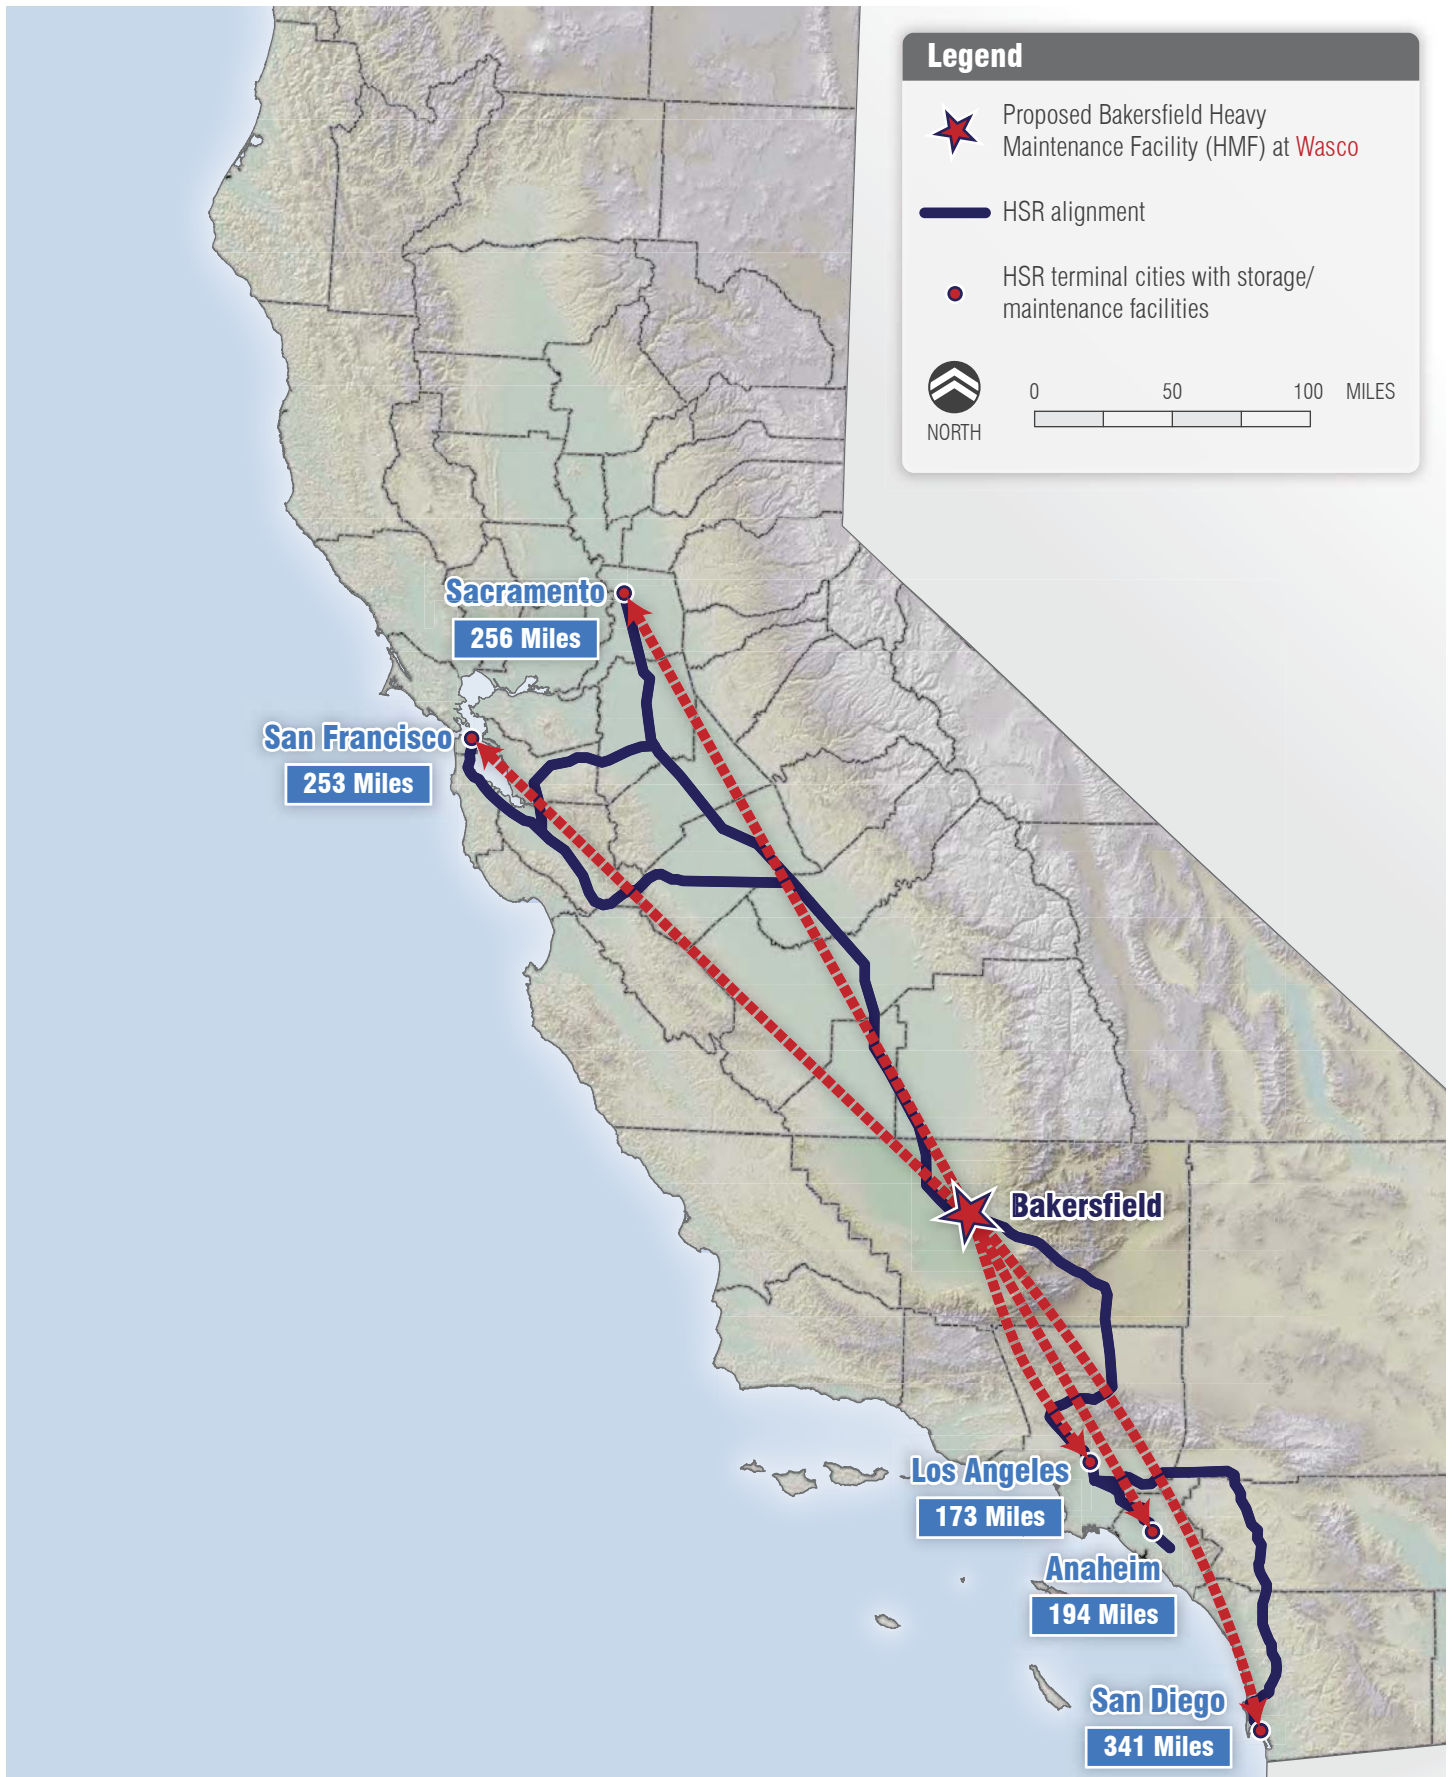 Legend
Proposed Bakersfield Heavy
Maintenance Facility (HMF) at Wasco
HSR alignment
HSR terminal cities with storage/
maintenance facilities
0 50 100 MILES
NORTH
Sacramento
256 Miles
San Francisco
253 Miles
Bakersfield
Los Angeles
173 Miles
Anaheim
194 Miles
San Diego
341 Miles